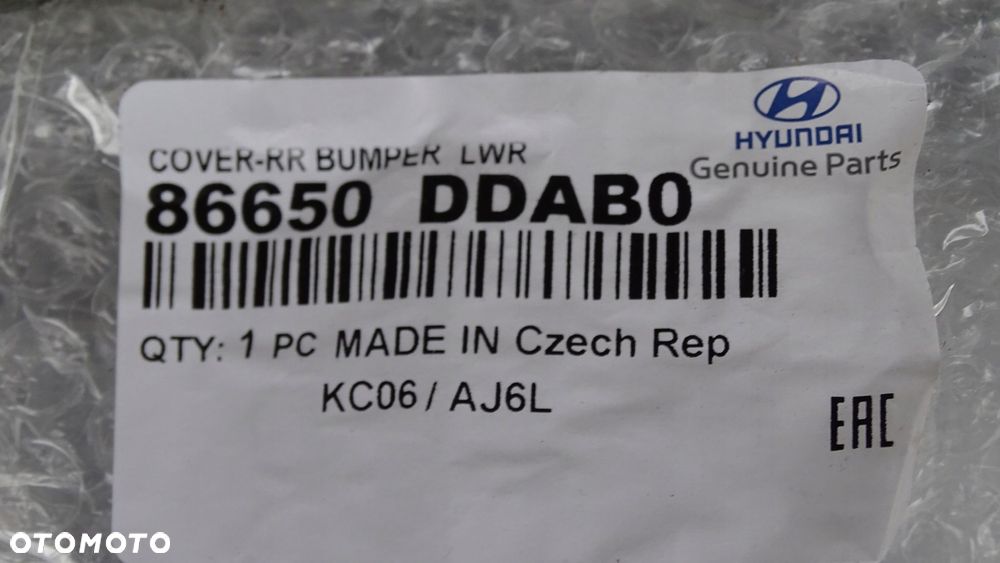 HYUNDAI
Genuine Parts
COVER-RR BUMPER LWR
86650 DDAB0
QTY: 1 PC MADE IN Czech Rep
KC06 / AJ6L
EAC
OTOMOTO